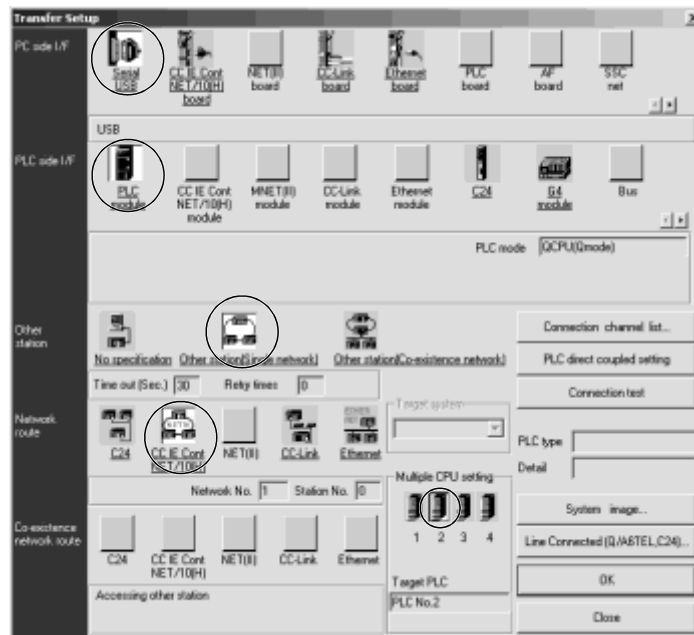 Transfer Setup
PC side I/F
Serial USB
CC IE Cont NET/10(H) board
NET(II) board
CC-Link board
Ethernet board
PLC board
AF board
SSC net
USB
PLC side I/F
PLC module
CC IE Cont NET/10(H) module
MNET(II) module
CC-Link module
Ethernet module
C24
G4 module
Bus
PLC mode QCPU(Qmode)
Other station
No specification
Other station(Single network)
Other station(Co-existence network)
Time out (Sec.) 30 Retry times 0
Connection channel list...
PLC direct coupled setting
Connection test
Network route
C24
CC IE Cont NET/10(H)
NET(II)
CC-Link
Ethernet
Target system
PLC type
Detail
Network No. 1 Station No. 0
Multiple CPU setting
1 2 3 4
Target PLC
PLC No.2
System image...
Line Connected (Q/A6TEL,C24)...
OK
Close
Co-existence network route
C24
CC IE Cont NET/10(H)
NET(II)
CC-Link
Ethernet
Accessing other station